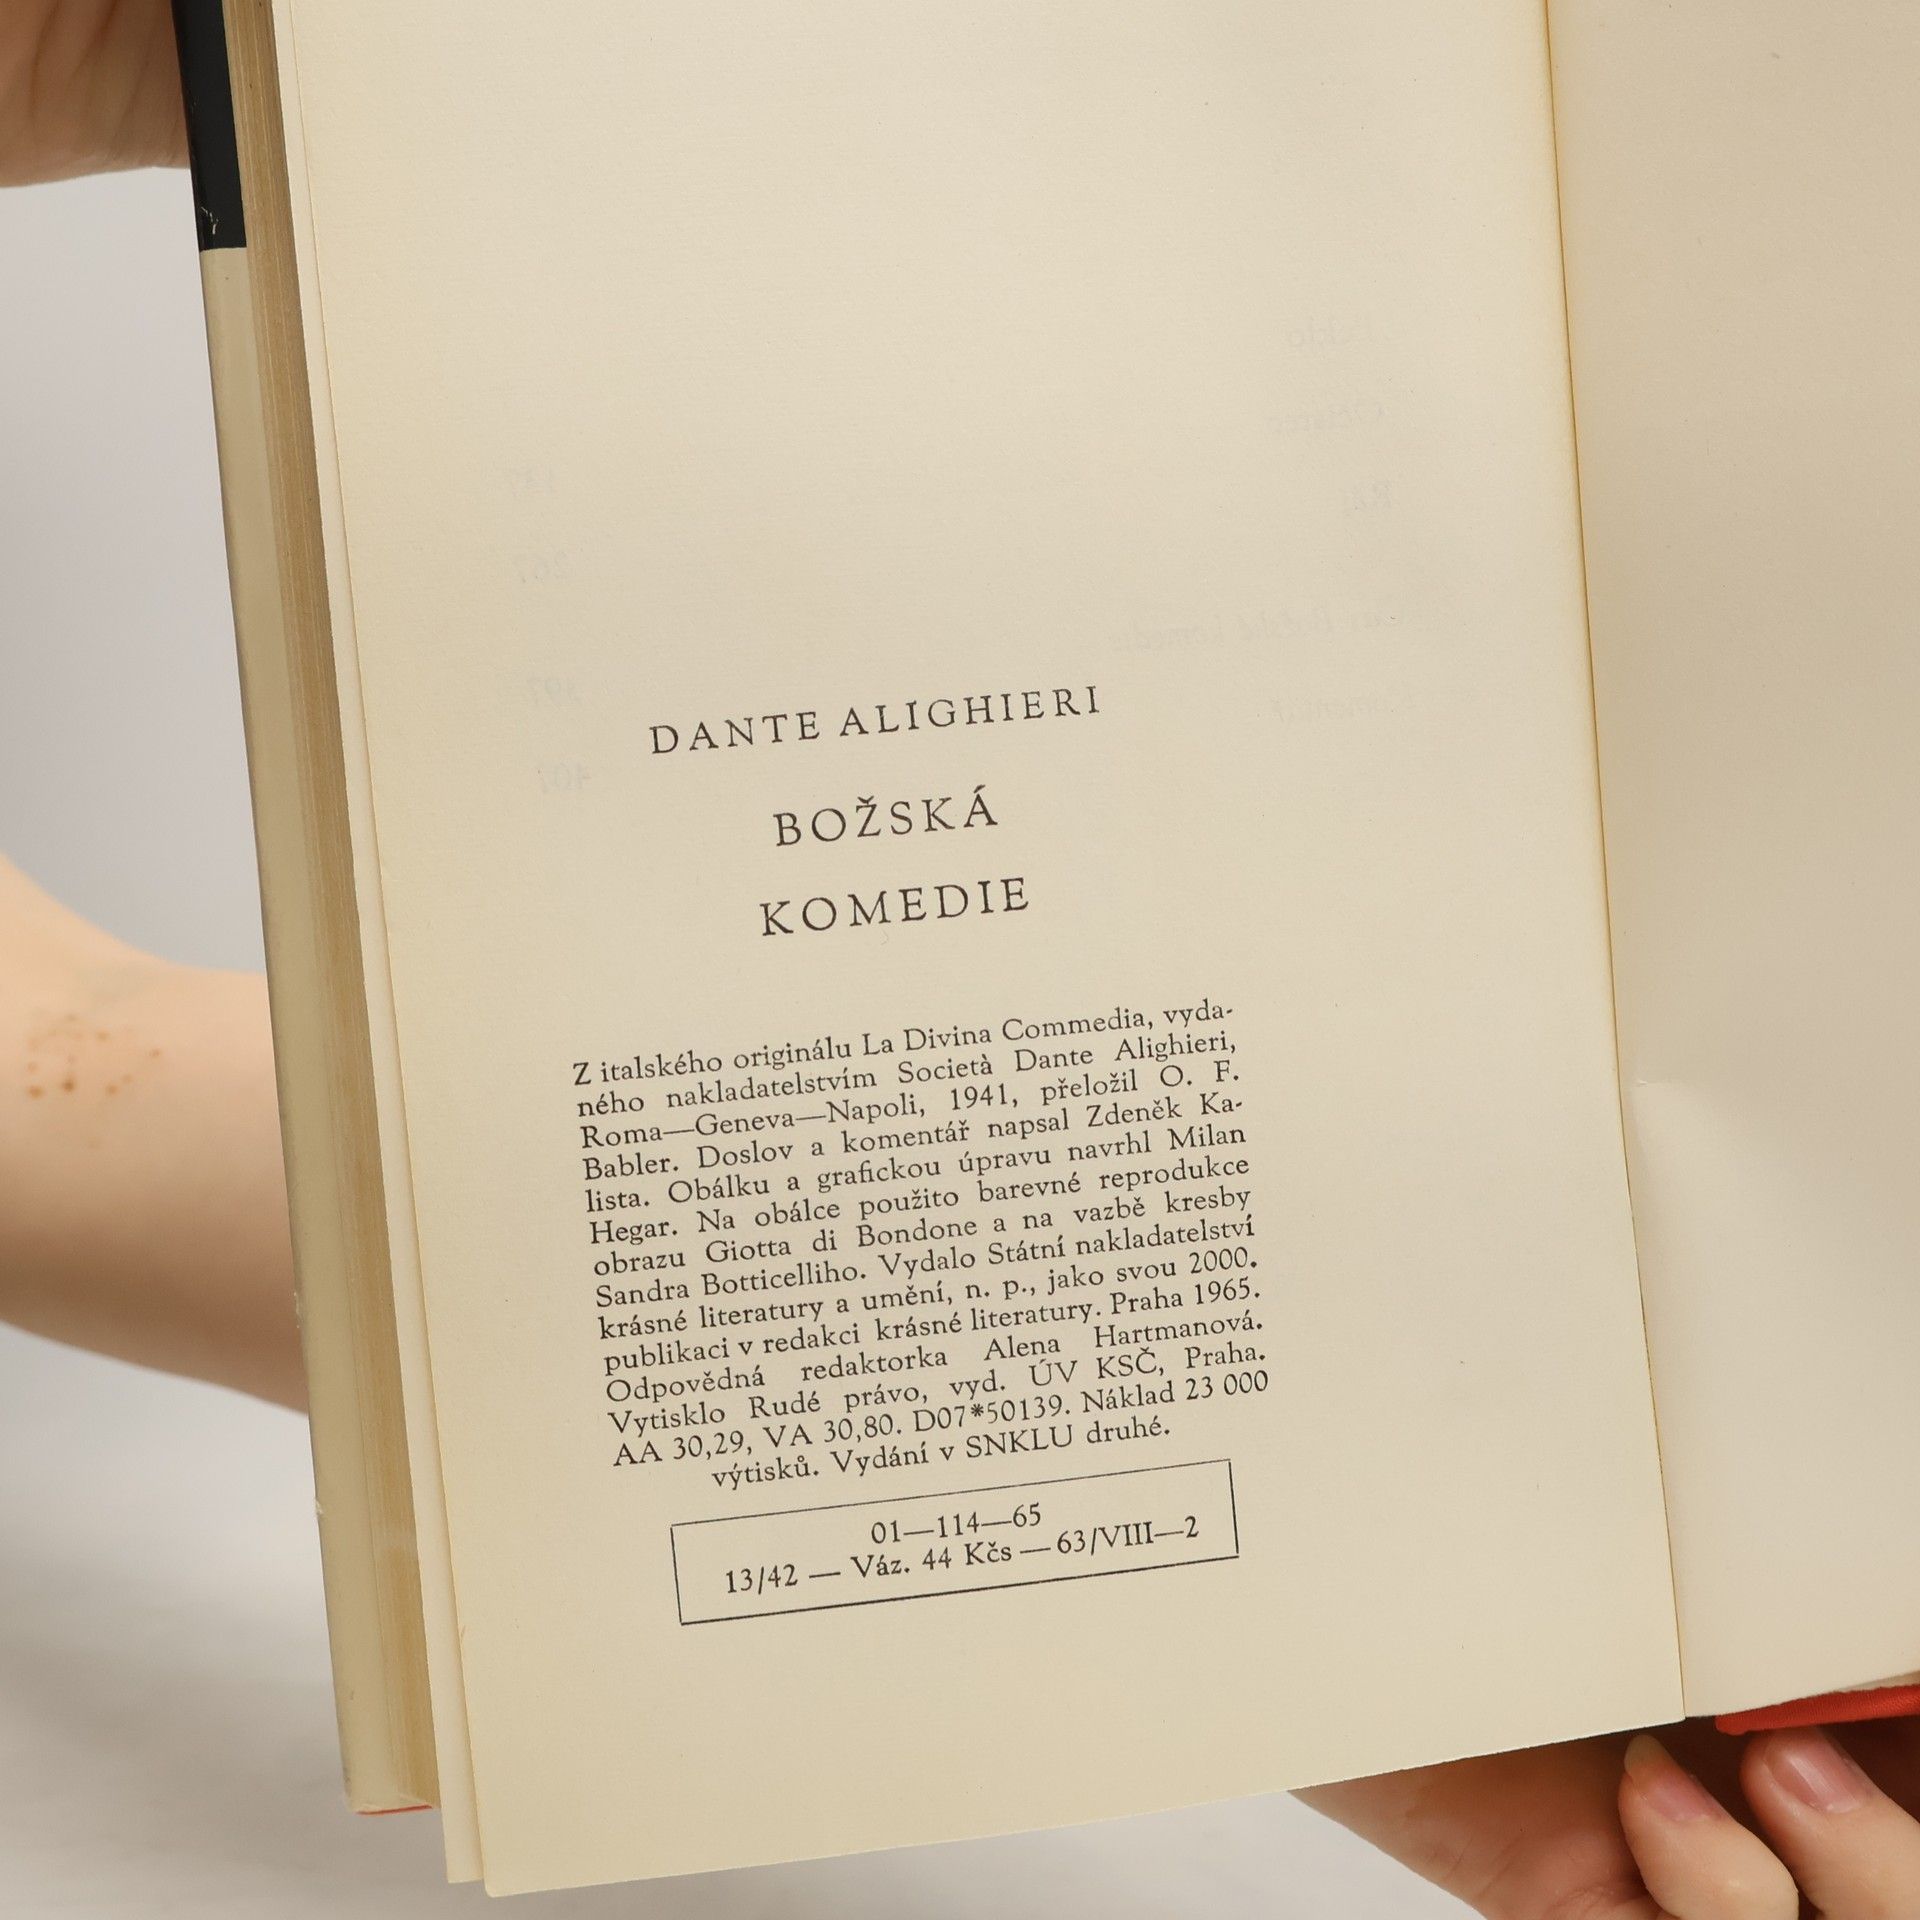 DANTE ALIGHIERI
BOŽSKÁ
KOMEDIE
Z italského originálu La Divina Commedia, vyda-
ného nakladatelstvím Società Dante Alighieri,
Roma—Geneva—Napoli, 1941, přeložil O. F.
Babler. Doslov a komentář napsal Zdeněk Ka-
lista. Obálku a grafickou úpravu navrhl Milan
Hegar. Na obálce použito barevné reprodukce
obrazu Giotta di Bondone a na vazbě kresby
Sandra Botticelliho. Vydalo Státní nakladatelství
krásné literatury a umění, n. p., jako svou 2000.
publikaci v redakci krásné literatury. Praha 1965.
Odpovědná redaktorka Alena Hartmanová.
Vytisklo Rudé právo, vyd. ÚV KSČ, Praha.
AA 30,29, VA 30,80. D07*50139. Náklad 23 000
výtisků. Vydání v SNKLU druhé.
01—114—65
13/42 — Váz. 44 Kčs — 63/VIII—2